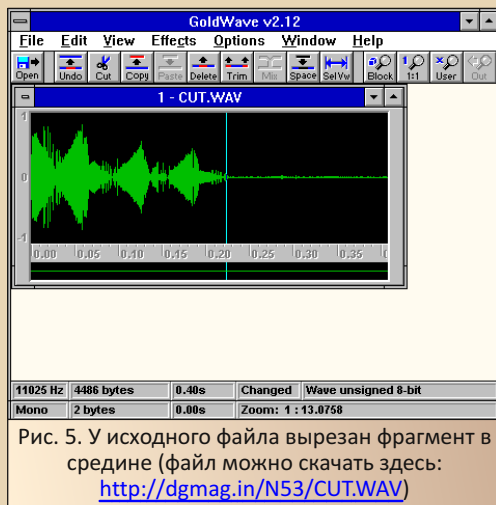 GoldWave v2.12
File Edit View Effects Options Window Help
Open Undo Cut Copy Paste Delete Trim Mix Space SelVw Block 1:1 User Out
1 - CUT.WAV
1
0
-1
0.00 0.05 0.10 0.15 0.20 0.25 0.30 0.35
11025 Hz 4486 bytes 0.40s Changed Wave unsigned 8-bit
Mono 2 bytes 0.00s Zoom: 1 : 13.0758
Рис. 5. У исходного файла вырезан фрагмент в
средине (файл можно скачать здесь:
http://dgmag.in/N53/CUT.WAV)